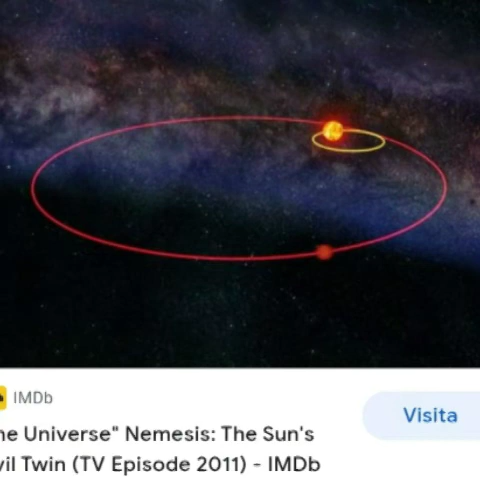 IMDb
he Universe" Nemesis: The Sun's
vil Twin (TV Episode 2011) - IMDb
Visita